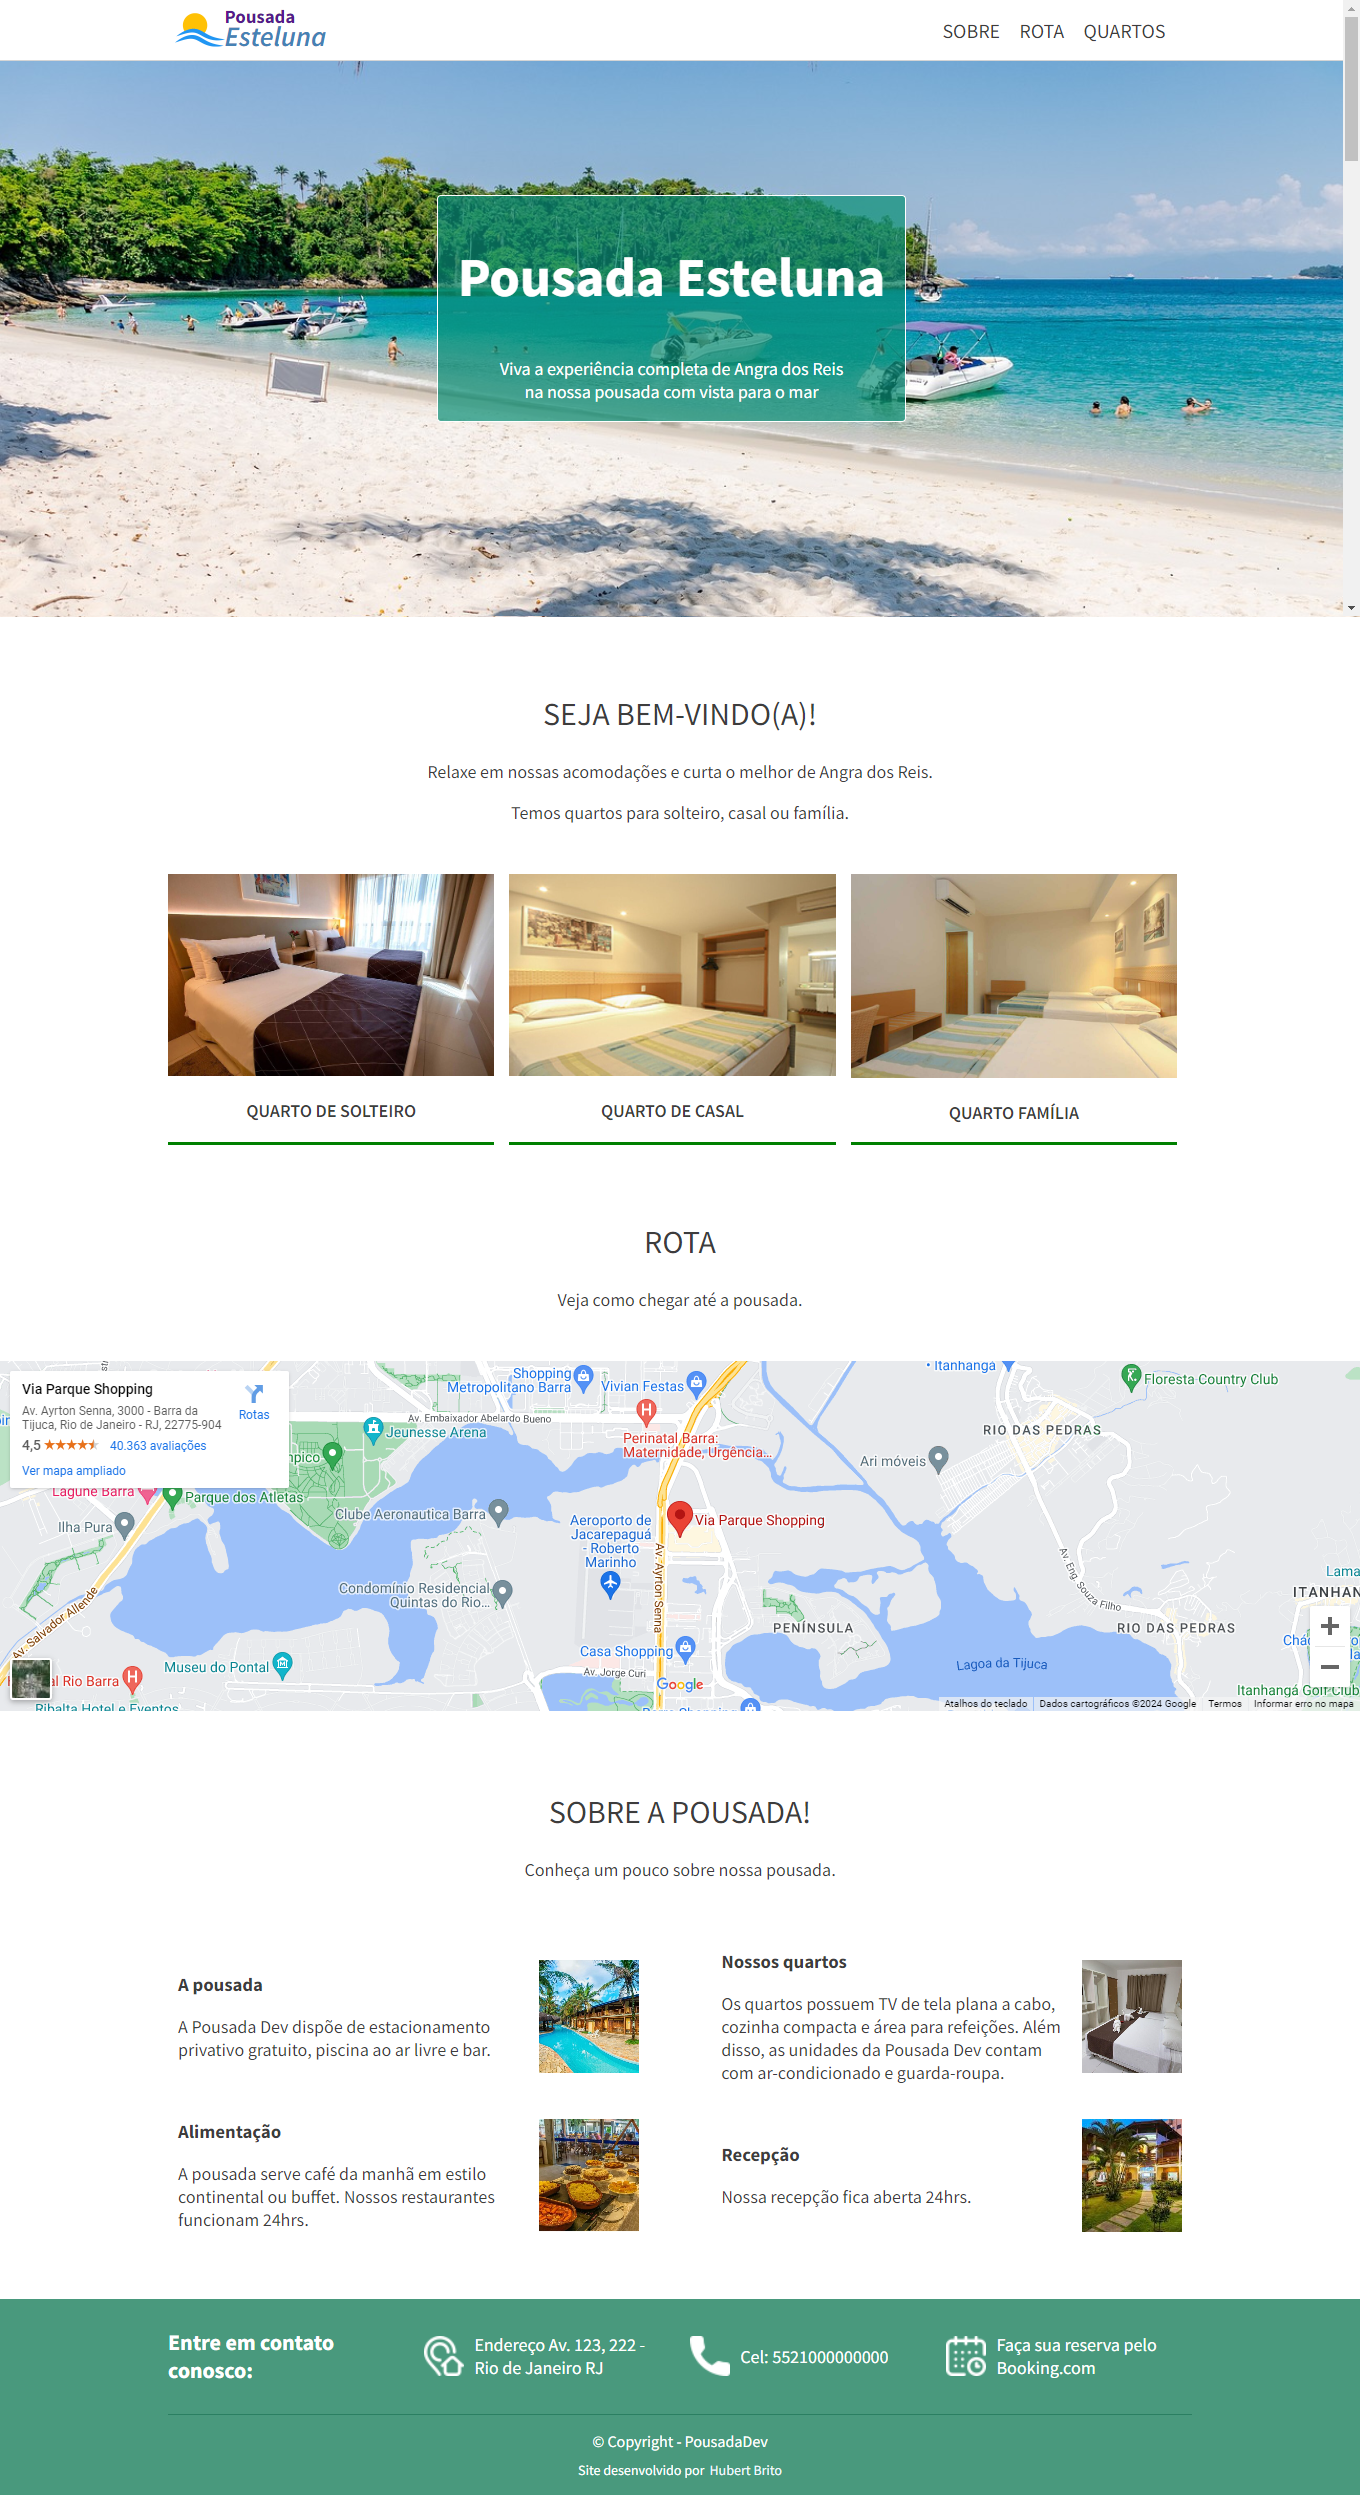 Pousada
Esteluna
SOBRE ROTA QUARTOS
Pousada Esteluna
Viva a experiência completa de Angra dos Reis
na nossa pousada com vista para o mar
SEJA BEM-VINDO(A)!
Relaxe em nossas acomodações e curta o melhor de Angra dos Reis.
Temos quartos para solteiro, casal ou família.
QUARTO DE SOLTEIRO
QUARTO DE CASAL
QUARTO FAMÍLIA
ROTA
Veja como chegar até a pousada.
Via Parque Shopping
Av. Ayrton Senna, 3000 - Barra da
Tijuca, Rio de Janeiro - RJ, 22775-904
Rotas
4,5 40.363 avaliações
Ver mapa ampliado
Shopping
Metropolitano Barra
Vivian Festas
Itanhangá
Floresta Country Club
Av. Embaixador Abelardo Bueno
Jeunesse Arena
Perinatal Barra:
Maternidade, Urgência...
RIO DAS PEDRAS
Ari móveis
Lagune Barra
Parque dos Atletas
Ilha Pura
Clube Aeronautica Barra
Aeroporto de
Jacarepaguá
- Roberto
Marinho
Via Parque Shopping
Av. Ayrton Senna
Av. Eng. Souza Filho
Condomínio Residencial
Quintas do Rio...
Av. Salvador Allende
PENÍNSULA
RIO DAS PEDRAS
Museu do Pontal
Casa Shopping
Av. Jorge Curi
Lagoa da Tijuca
Google
Ribalta Hotel e Eventos
Itanhangá Golf Club
Atalhos do teclado Dados cartográficos ©2024 Google Termos Informar erro no mapa
SOBRE A POUSADA!
Conheça um pouco sobre nossa pousada.
A pousada
A Pousada Dev dispõe de estacionamento
privativo gratuito, piscina ao ar livre e bar.
Nossos quartos
Os quartos possuem TV de tela plana a cabo,
cozinha compacta e área para refeições. Além
disso, as unidades da Pousada Dev contam
com ar-condicionado e guarda-roupa.
Alimentação
A pousada serve café da manhã em estilo
continental ou buffet. Nossos restaurantes
funcionam 24hrs.
Recepção
Nossa recepção fica aberta 24hrs.
Entre em contato
conosco:
Endereço Av. 123, 222 -
Rio de Janeiro RJ
Cel: 5521000000000
Faça sua reserva pelo
Booking.com
© Copyright - PousadaDev
Site desenvolvido por Hubert Brito